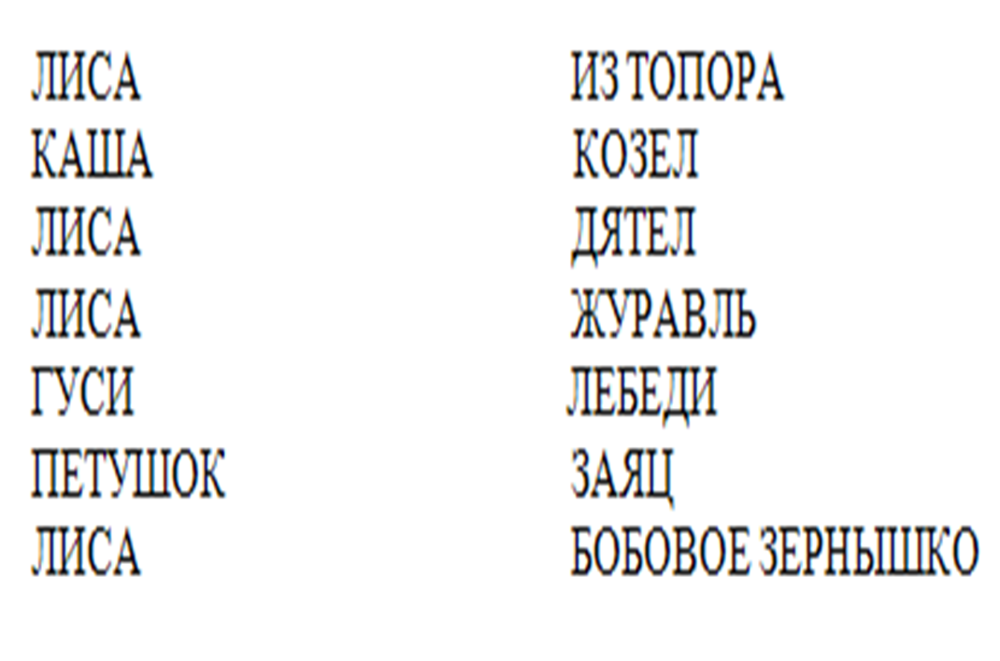 ЛИСА ИЗ ТОПОРА
КАША КОЗЕЛ
ЛИСА ДЯТЕЛ
ЛИСА ЖУРАВЛЬ
ГУСИ ЛЕБЕДИ
ПЕТУШОК ЗАЯЦ
ЛИСА БОБОВОЕ ЗЕРНЫШКО